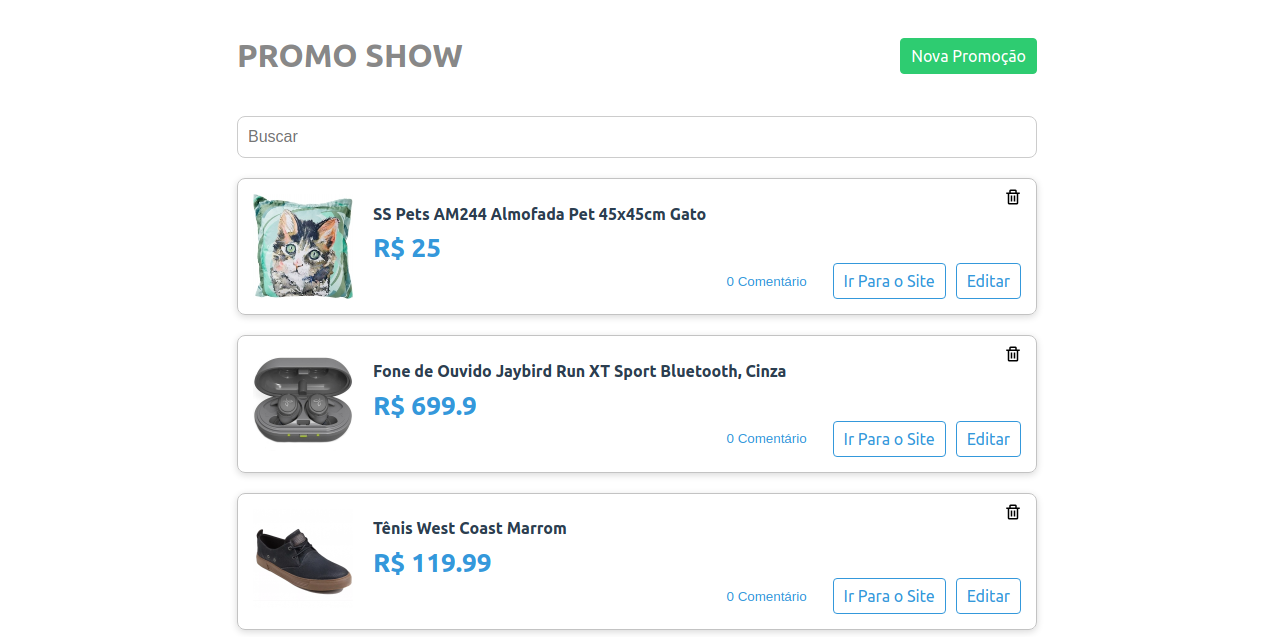 PROMO SHOW
Nova Promoção
Buscar
SS Pets AM244 Almofada Pet 45x45cm Gato
R$ 25
0 Comentário
Ir Para o Site
Editar
Fone de Ouvido Jaybird Run XT Sport Bluetooth, Cinza
R$ 699.9
0 Comentário
Ir Para o Site
Editar
Tênis West Coast Marrom
R$ 119.99
0 Comentário
Ir Para o Site
Editar